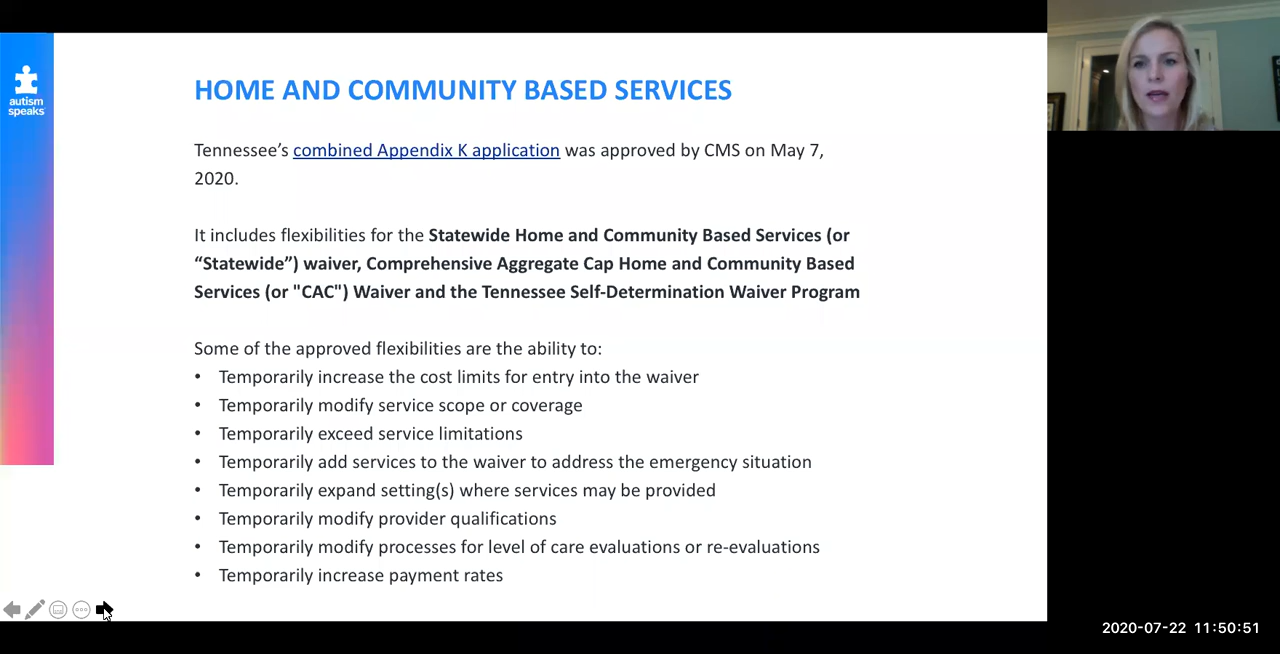 autism
speaks
HOME AND COMMUNITY BASED SERVICES
Tennessee’s combined Appendix K application was approved by CMS on May 7,
2020.
It includes flexibilities for the Statewide Home and Community Based Services (or
“Statewide”) waiver, Comprehensive Aggregate Cap Home and Community Based
Services (or "CAC") Waiver and the Tennessee Self-Determination Waiver Program
Some of the approved flexibilities are the ability to:
• Temporarily increase the cost limits for entry into the waiver
• Temporarily modify service scope or coverage
• Temporarily exceed service limitations
• Temporarily add services to the waiver to address the emergency situation
• Temporarily expand setting(s) where services may be provided
• Temporarily modify provider qualifications
• Temporarily modify processes for level of care evaluations or re-evaluations
• Temporarily increase payment rates
2020-07-22 11:50:51